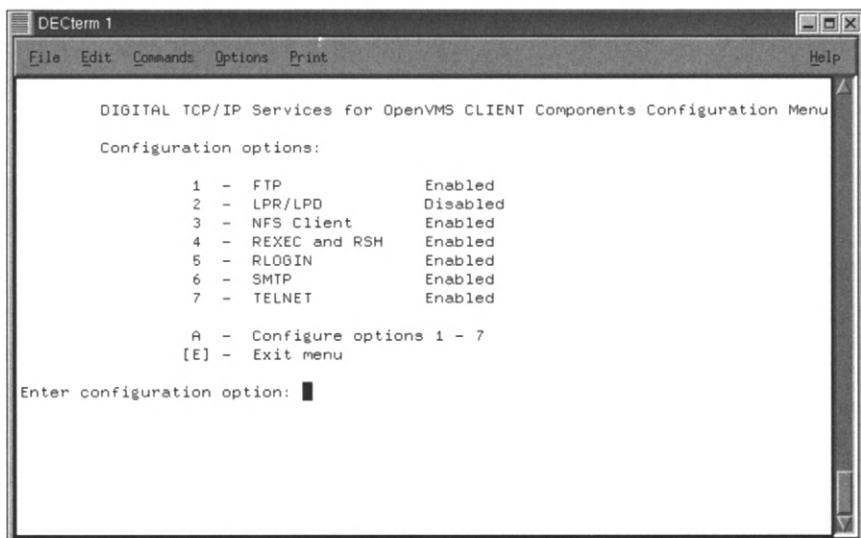 DECterm 1
File Edit Commands Options Print Help
DIGITAL TCP/IP Services for OpenVMS CLIENT Components Configuration Menu
Configuration options:
1 - FTP Enabled
2 - LPR/LPD Disabled
3 - NFS Client Enabled
4 - REXEC and RSH Enabled
5 - RLOGIN Enabled
6 - SMTP Enabled
7 - TELNET Enabled
A - Configure options 1 - 7
[E] - Exit menu
Enter configuration option: